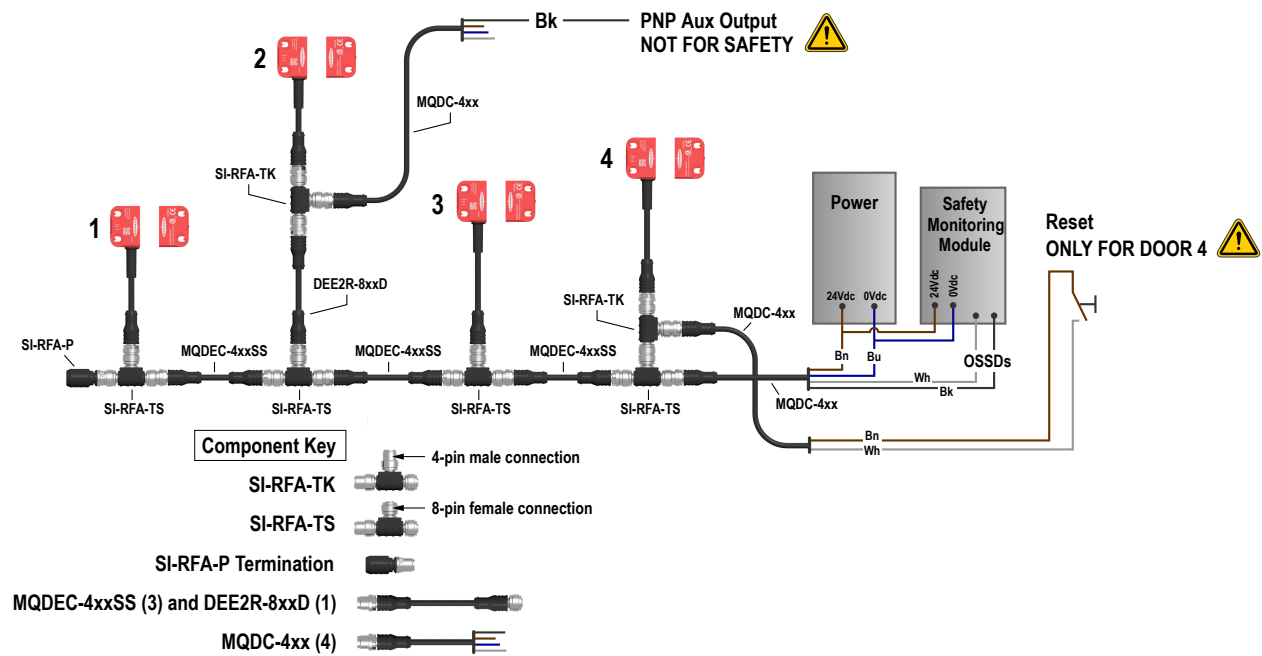 Bk
PNP Aux Output
NOT FOR SAFETY
2
MQDC-4xx
SI-RFA-TK
4
3
1
Power
Safety
Monitoring
Module
Reset
ONLY FOR DOOR 4
DEE2R-8xxD
SI-RFA-TK
MQDC-4xx
24Vdc
0Vdc
24Vdc
0Vdc
SI-RFA-P
MQDEC-4xxSS
MQDEC-4xxSS
MQDEC-4xxSS
Bn
Bu
OSSDs
Wh
Bk
MQDC-4xx
SI-RFA-TS
SI-RFA-TS
SI-RFA-TS
SI-RFA-TS
Bn
Wh
Component Key
4-pin male connection
SI-RFA-TK
8-pin female connection
SI-RFA-TS
SI-RFA-P Termination
MQDEC-4xxSS (3) and DEE2R-8xxD (1)
MQDC-4xx (4)